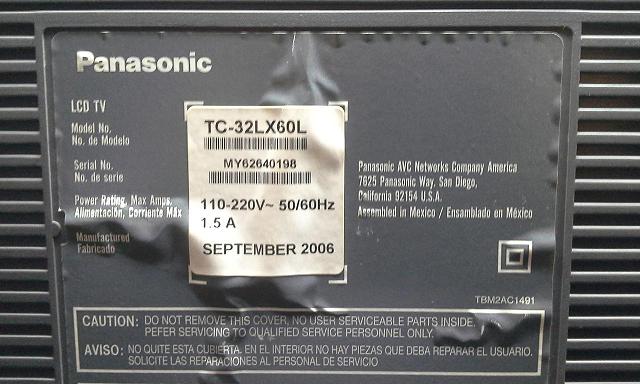 Panasonic
LCD TV
Model No.
No. de Modelo
TC-32LX60L
Serial No.
No. de serie
MY62640198
Power Rating, Max Amps.
Alimentación, Corriente Máx
110-220V~ 50/60Hz
1.5 A
Manufactured
Fabricado
SEPTEMBER 2006
Panasonic AVC Networks Company America
7625 Panasonic Way, San Diego,
California 92154 U.S.A.
Assembled in Mexico / Ensamblado en México
TBM2AC1491
CAUTION: DO NOT REMOVE THIS COVER, NO USER SERVICEABLE PARTS INSIDE.
REFER SERVICING TO QUALIFIED SERVICE PERSONNEL ONLY.
AVISO: NO QUITE ESTA CUBIERTA. EN EL INTERIOR NO HAY PIEZAS QUE DEBA REPARAR EL USUARIO.
SOLICITE LAS REPARACIONES AL PERSONAL DE SERVICIO